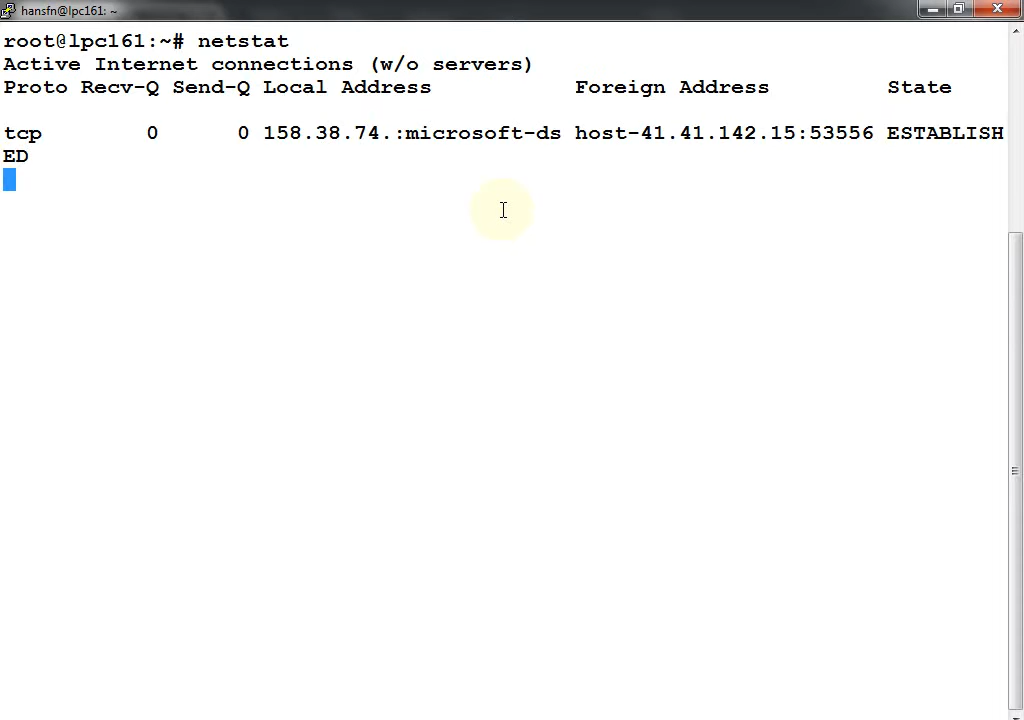 hansfn@lpc161: ~
root@lpc161:~# netstat
Active Internet connections (w/o servers)
Proto Recv-Q Send-Q Local Address           Foreign Address         State
tcp        0      0 158.38.74.:microsoft-ds host-41.41.142.15:53556 ESTABLISH
ED